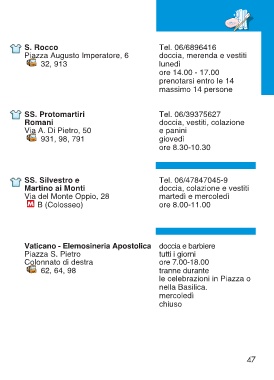 S. Rocco
Piazza Augusto Imperatore, 6
32, 913
Tel. 06/6896416
doccia, merenda e vestiti
lunedì
ore 14.00 - 17.00
prenotarsi entro le 14
massimo 14 persone
SS. Protomartiri
Romani
Via A. Di Pietro, 50
931, 98, 791
Tel. 06/39375627
doccia, vestiti, colazione
e panini
giovedì
ore 8.30-10.30
SS. Silvestro e
Martino ai Monti
Via del Monte Oppio, 28
M B (Colosseo)
Tel. 06/47847045-9
doccia, colazione e vestiti
martedì e mercoledì
ore 8.00-11.00
Vaticano - Elemosineria Apostolica
Piazza S. Pietro
Colonnato di destra
62, 64, 98
doccia e barbiere
tutti i giorni
ore 7.00-18.00
tranne durante
le celebrazioni in Piazza o
nella Basilica.
mercoledì
chiuso
47